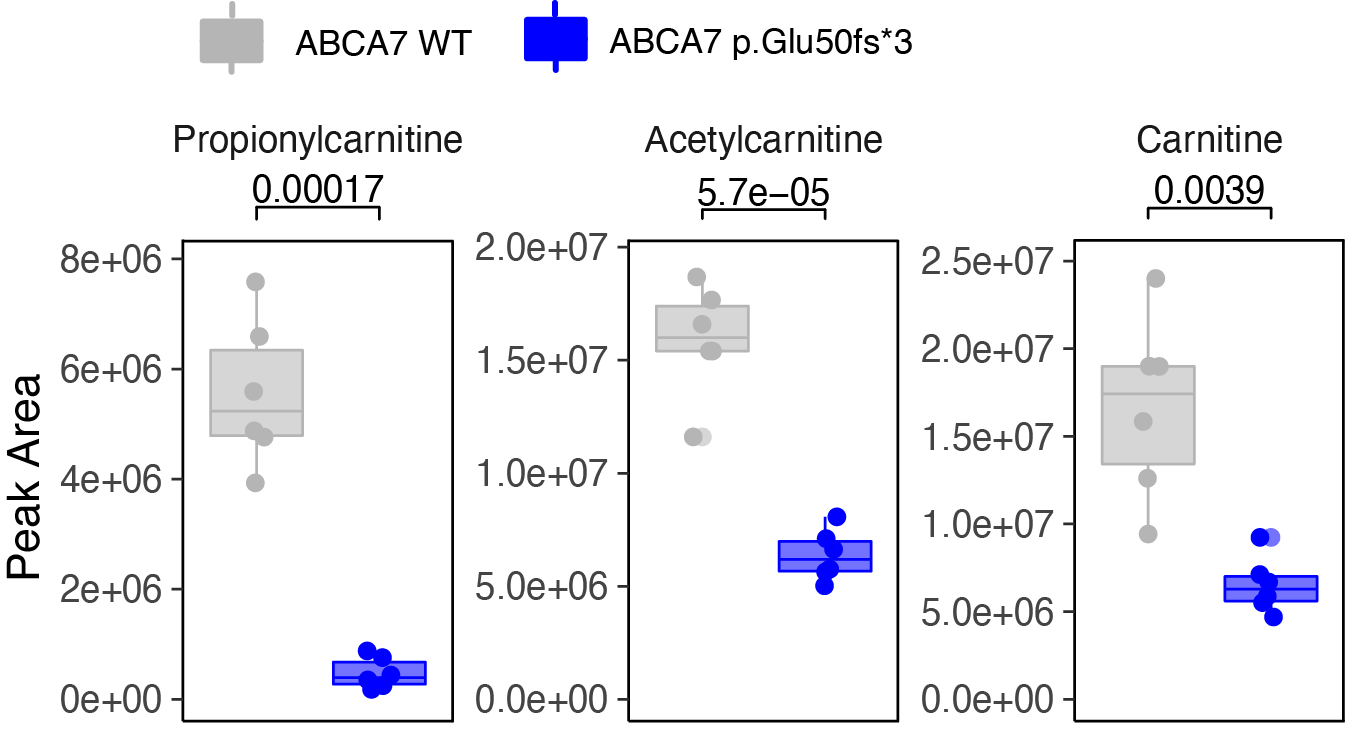 ABCA7 WT
ABCA7 p.Glu50fs*3
Propionylcarnitine
Acetylcarnitine
Carnitine
0.00017
5.7e−05
0.0039
Peak Area
8e+06
6e+06
4e+06
2e+06
0e+00
2.0e+07
1.5e+07
1.0e+07
5.0e+06
0.0e+00
2.5e+07
2.0e+07
1.5e+07
1.0e+07
5.0e+06
0.0e+00